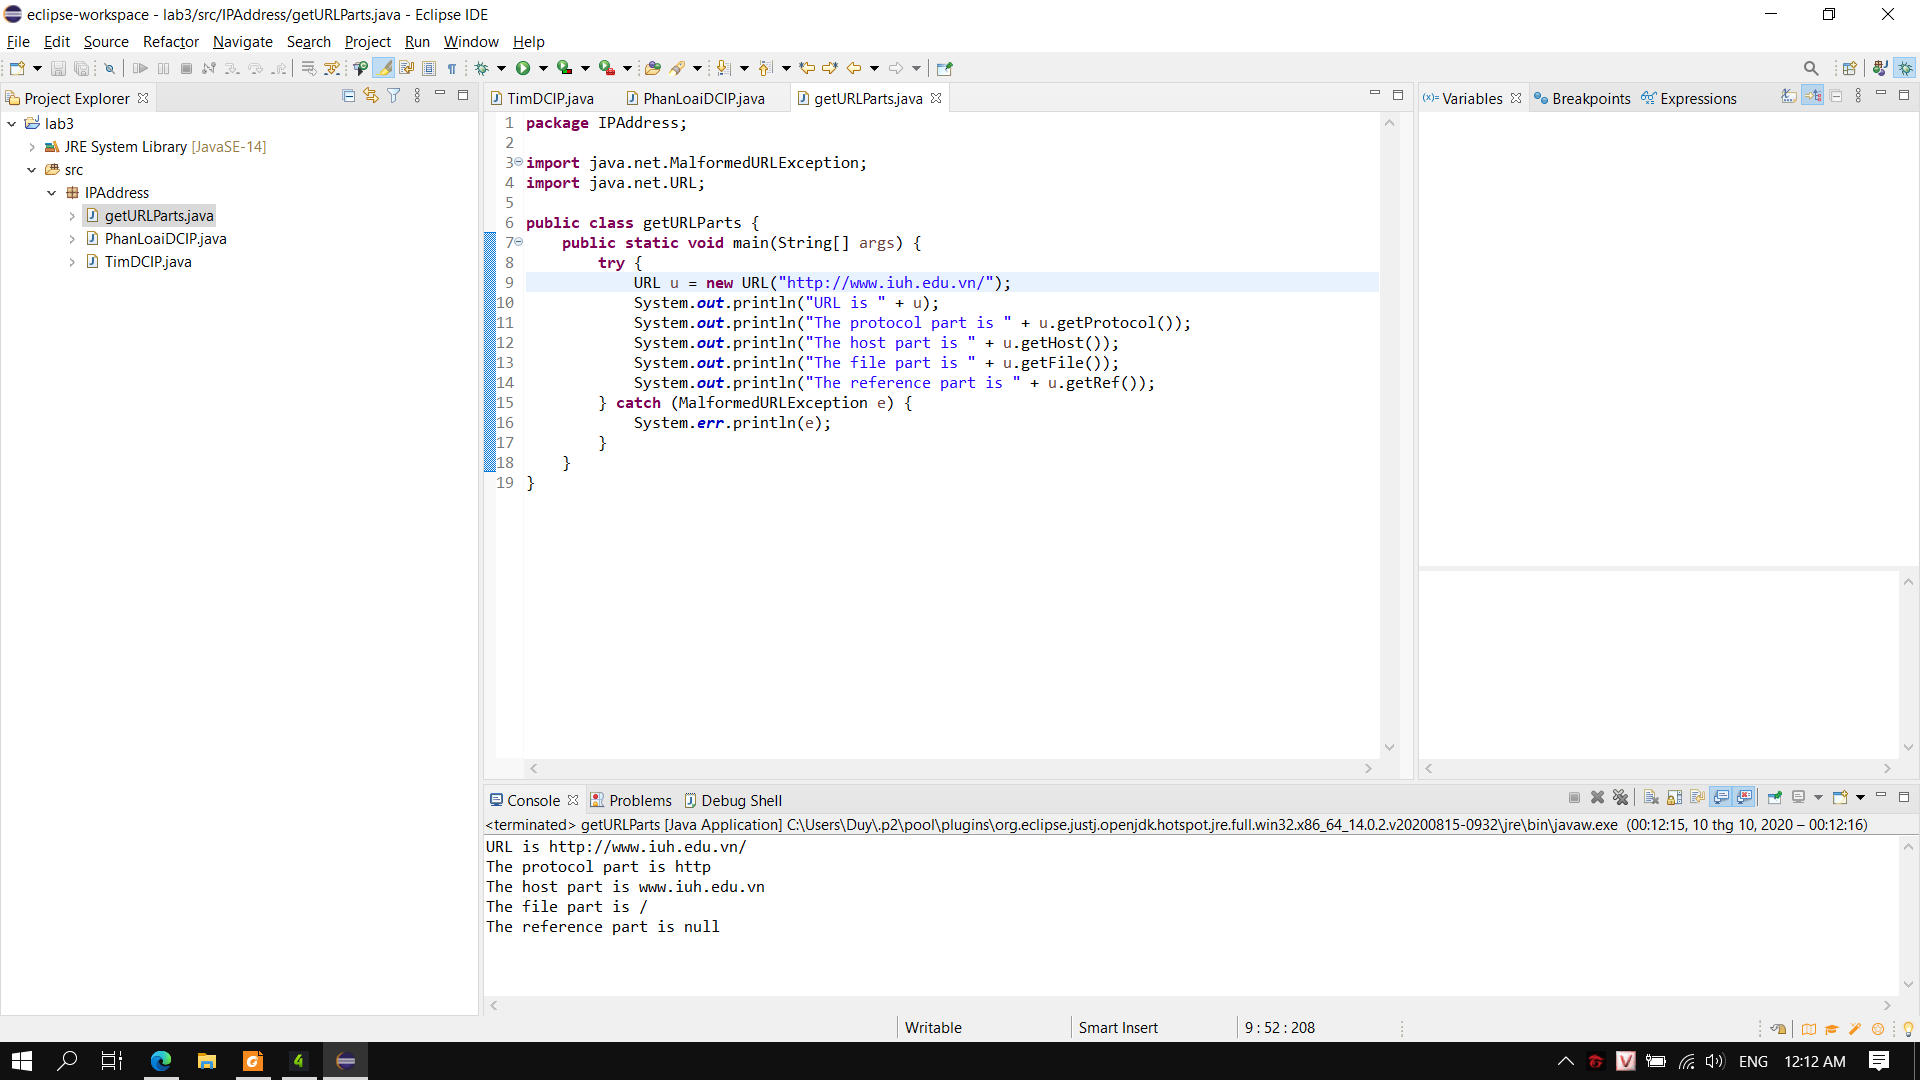 eclipse-workspace - lab3/src/IPAddress/getURLParts.java - Eclipse IDE
File Edit Source Refactor Navigate Search Project Run Window Help
Project Explorer
lab3
JRE System Library [JavaSE-14]
src
IPAddress
getURLParts.java
PhanLoaiDCIP.java
TimDCIP.java
TimDCIP.java PhanLoaiDCIP.java getURLParts.java
1 package IPAddress;
2
3 import java.net.MalformedURLException;
4 import java.net.URL;
5
6 public class getURLParts {
7 public static void main(String[] args) {
8 try {
9 URL u = new URL("http://www.iuh.edu.vn/");
10 System.out.println("URL is " + u);
11 System.out.println("The protocol part is " + u.getProtocol());
12 System.out.println("The host part is " + u.getHost());
13 System.out.println("The file part is " + u.getFile());
14 System.out.println("The reference part is " + u.getRef());
15 } catch (MalformedURLException e) {
16 System.err.println(e);
17 }
18 }
19 }
(x)= Variables Breakpoints Expressions
Console Problems Debug Shell
<terminated> getURLParts [Java Application] C:\Users\Duy\.p2\pool\plugins\org.eclipse.justj.openjdk.hotspot.jre.full.win32.x86_64_14.0.2.v20200815-0932\jre\bin\javaw.exe (00:12:15, 10 thg 10, 2020 – 00:12:16)
URL is http://www.iuh.edu.vn/
The protocol part is http
The host part is www.iuh.edu.vn
The file part is /
The reference part is null
Writable Smart Insert 9 : 52 : 208
4 V ENG 12:12 AM